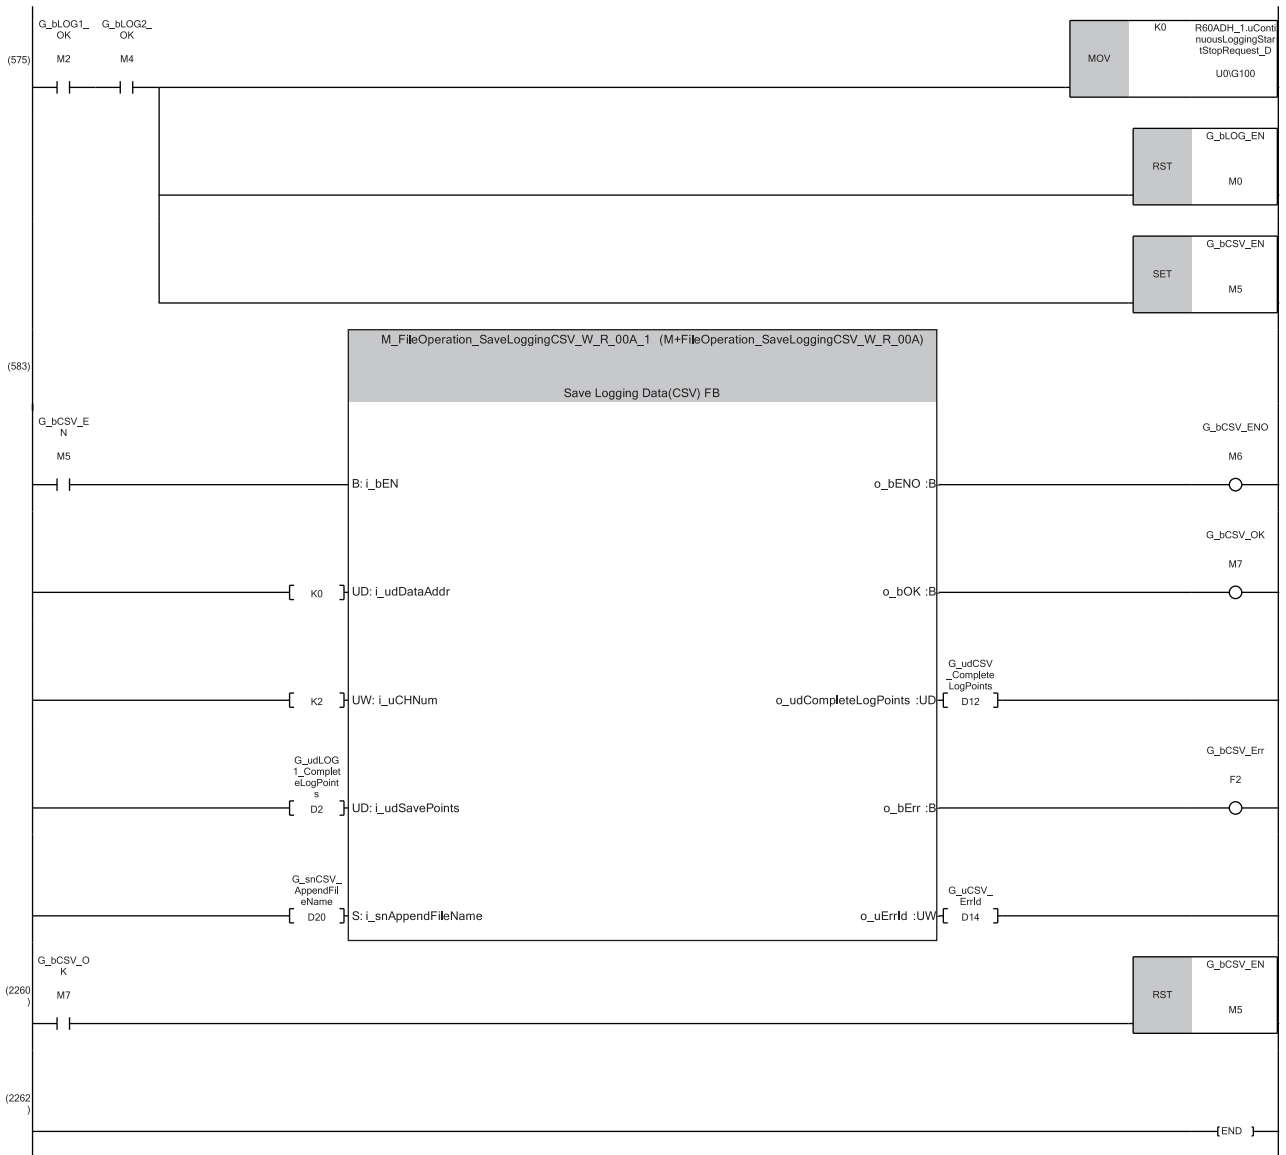 G_bLOG1_
OK
M2
G_bLOG2_
OK
M4
(575)
MOV
K0
R60ADH_1.uConti
nuousLoggingStar
tStopRequest_D
U0\G100
RST
G_bLOG_EN
M0
SET
G_bCSV_EN
M5
(583)
M_FileOperation_SaveLoggingCSV_W_R_00A_1 (M+FileOperation_SaveLoggingCSV_W_R_00A)
Save Logging Data(CSV) FB
G_bCSV_E
N
M5
B: i_bEN
o_bENO :B
G_bCSV_ENO
M6
K0
UD: i_udDataAddr
o_bOK :B
G_bCSV_OK
M7
K2
UW: i_uCHNum
o_udCompleteLogPoints :UD
G_udCSV
_Complete
LogPoints
D12
G_udLOG
1_Complet
eLogPoint
s
D2
UD: i_udSavePoints
o_bErr :B
G_bCSV_Err
F2
G_snCSV_
AppendFil
eName
D20
S: i_snAppendFileName
o_uErrId :UW
G_uCSV_
ErrId
D14
G_bCSV_O
K
(2260
)
M7
RST
G_bCSV_EN
M5
(2262
)
END